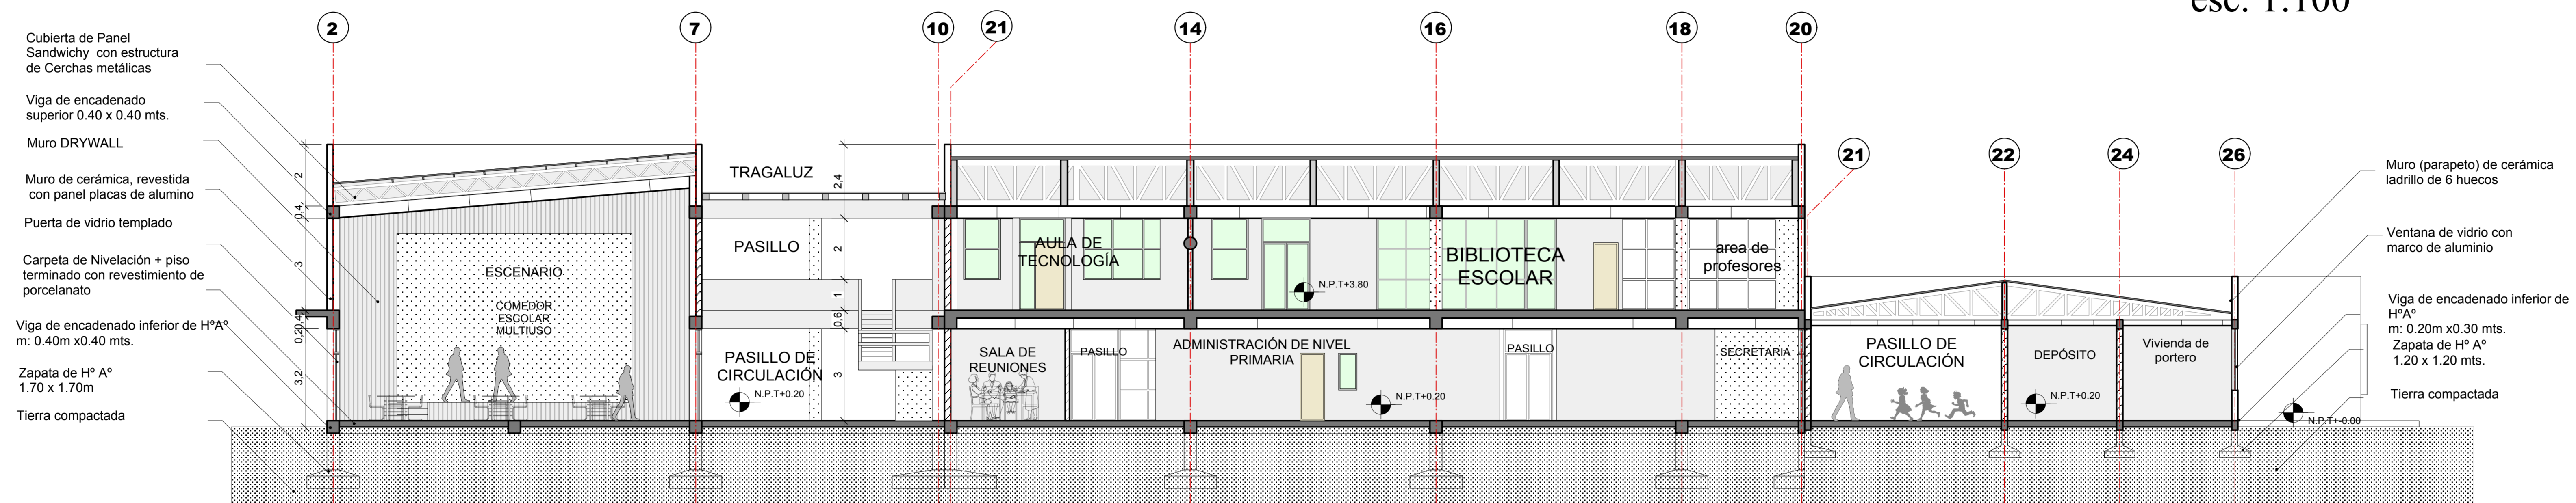 esc. 1:100
2
7
10
21
14
16
18
20
21
22
24
26
Cubierta de Panel
Sandwichy con estructura
de Cerchas metálicas
Viga de encadenado
superior 0.40 x 0.40 mts.
Muro DRYWALL
Muro de cerámica, revestida
con panel placas de alumino
Puerta de vidrio templado
Carpeta de Nivelación + piso
terminado con revestimiento de
porcelanato
Viga de encadenado inferior de HºAº
m: 0.40m x0.40 mts.
Zapata de Hº Aº
1.70 x 1.70m
Tierra compactada
2
0.4
3
0.4
0.20
3.2
ESCENARIO
COMEDOR
ESCOLAR
MULTIUSO
TRAGALUZ
PASILLO
PASILLO DE
CIRCULACIÓN
N.P.T+0.20
2.4
2
1
0.6
3
AULA DE
TECNOLOGÍA
N.P.T+3.80
BIBLIOTECA
ESCOLAR
area de
profesores
SALA DE
REUNIONES
PASILLO
ADMINISTRACIÓN DE NIVEL
PRIMARIA
N.P.T+0.20
PASILLO
SECRETARIA
PASILLO DE
CIRCULACIÓN
DEPÓSITO
N.P.T+0.20
Vivienda de
portero
N.P.T+-0.00
Muro (parapeto) de cerámica
ladrillo de 6 huecos
Ventana de vidrio con
marco de aluminio
Viga de encadenado inferior de
HºAº
m: 0.20m x0.30 mts.
Zapata de Hº Aº
1.20 x 1.20 mts.
Tierra compactada